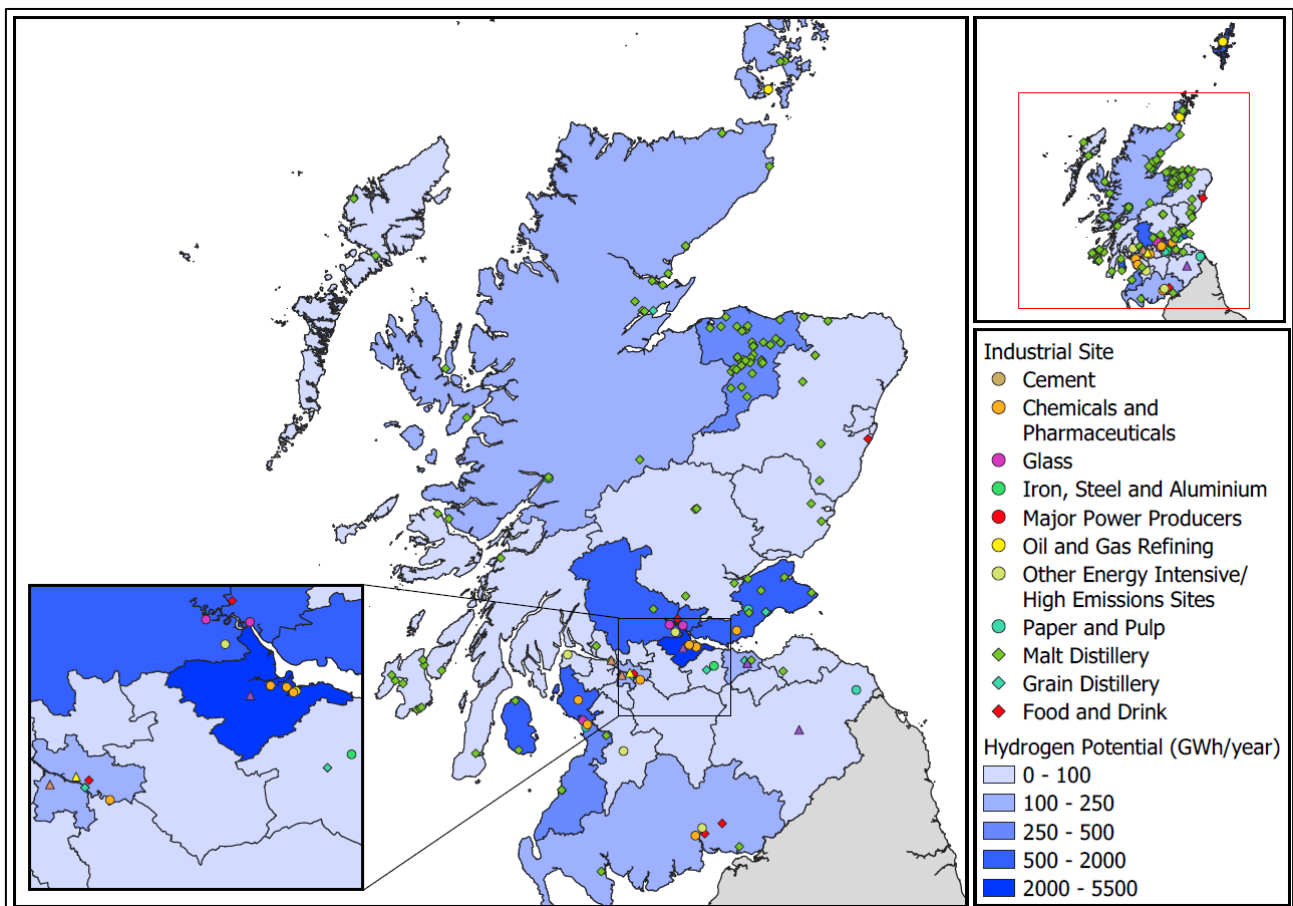 Industrial Site
Cement
Chemicals and
Pharmaceuticals
Glass
Iron, Steel and Aluminium
Major Power Producers
Oil and Gas Refining
Other Energy Intensive/
High Emissions Sites
Paper and Pulp
Malt Distillery
Grain Distillery
Food and Drink
Hydrogen Potential (GWh/year)
0 - 100
100 - 250
250 - 500
500 - 2000
2000 - 5500